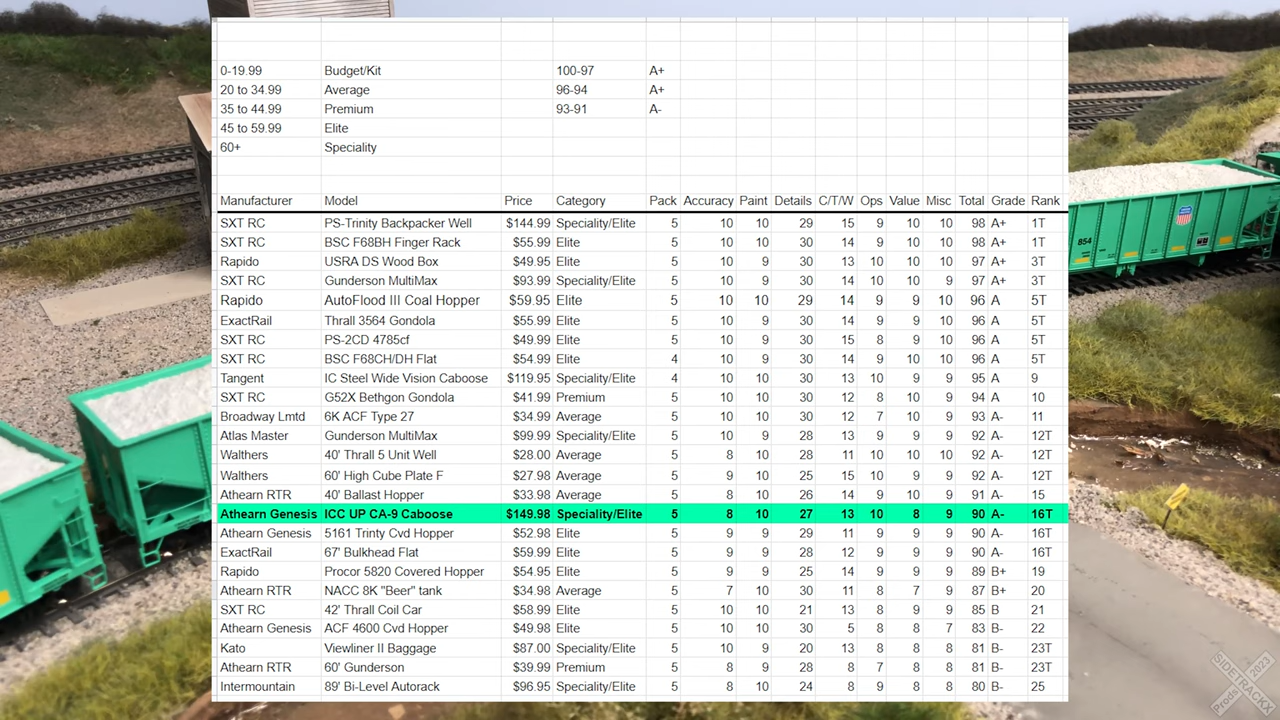 0-19.99 Budget/Kit 100-97 A+
20 to 34.99 Average 96-94 A+
35 to 44.99 Premium 93-91 A-
45 to 59.99 Elite
60+ Speciality
Manufacturer Model Price Category Pack Accuracy Paint Details C/T/W Ops Value Misc Total Grade Rank
SXT RC PS-Trinity Backpacker Well $144.99 Speciality/Elite 5 10 10 29 15 9 10 10 98 A+ 1T
SXT RC BSC F68BH Finger Rack $55.99 Elite 5 10 10 30 14 9 10 10 98 A+ 1T
Rapido USRA DS Wood Box $49.95 Elite 5 10 9 30 13 10 10 10 97 A+ 3T
SXT RC Gunderson MultiMax $93.99 Speciality/Elite 5 10 9 30 14 10 10 9 97 A+ 3T
Rapido AutoFlood III Coal Hopper $59.95 Elite 5 10 10 29 14 9 9 10 96 A 5T
ExactRail Thrall 3564 Gondola $55.99 Elite 5 10 9 30 14 9 9 10 96 A 5T
SXT RC PS-2CD 4785cf $49.99 Elite 5 10 9 30 15 8 9 10 96 A 5T
SXT RC BSC F68CH/DH Flat $54.99 Elite 4 10 9 30 14 9 10 10 96 A 5T
Tangent IC Steel Wide Vision Caboose $119.95 Speciality/Elite 4 10 10 30 13 10 9 9 95 A 9
SXT RC G52X Bethgon Gondola $41.99 Premium 5 10 10 30 12 8 10 9 94 A 10
Broadway Lmtd 6K ACF Type 27 $34.99 Average 5 10 10 30 12 7 10 9 93 A- 11
Atlas Master Gunderson MultiMax $99.99 Speciality/Elite 5 10 9 28 13 9 9 9 92 A- 12T
Walthers 40' Thrall 5 Unit Well $28.00 Average 5 8 10 28 11 10 10 10 92 A- 12T
Walthers 60' High Cube Plate F $27.98 Average 5 9 10 25 15 10 9 9 92 A- 12T
Athearn RTR 40' Ballast Hopper $33.98 Average 5 8 10 26 14 9 10 9 91 A- 15
Athearn Genesis ICC UP CA-9 Caboose $149.98 Speciality/Elite 5 8 10 27 13 10 8 9 90 A- 16T
Athearn Genesis 5161 Trinty Cvd Hopper $52.98 Elite 5 9 9 29 11 9 9 9 90 A- 16T
ExactRail 67' Bulkhead Flat $59.99 Elite 5 9 9 28 12 9 9 9 90 A- 16T
Rapido Procor 5820 Covered Hopper $54.95 Elite 5 9 9 25 14 9 9 9 89 B+ 19
Athearn RTR NACC 8K "Beer" tank $34.98 Average 5 7 10 30 11 8 7 9 87 B+ 20
SXT RC 42' Thrall Coil Car $58.99 Elite 5 10 10 21 13 8 9 9 85 B 21
Athearn Genesis ACF 4600 Cvd Hopper $49.98 Elite 5 10 10 30 5 8 8 7 83 B- 22
Kato Viewliner II Baggage $87.00 Speciality/Elite 5 10 9 20 13 8 8 8 81 B- 23T
Athearn RTR 60' Gunderson $39.99 Premium 5 8 9 28 8 7 8 8 81 B- 23T
Intermountain 89' Bi-Level Autorack $96.95 Speciality/Elite 5 8 10 24 8 9 8 8 80 B- 25
854
SIDETRACKX
Prods 2023